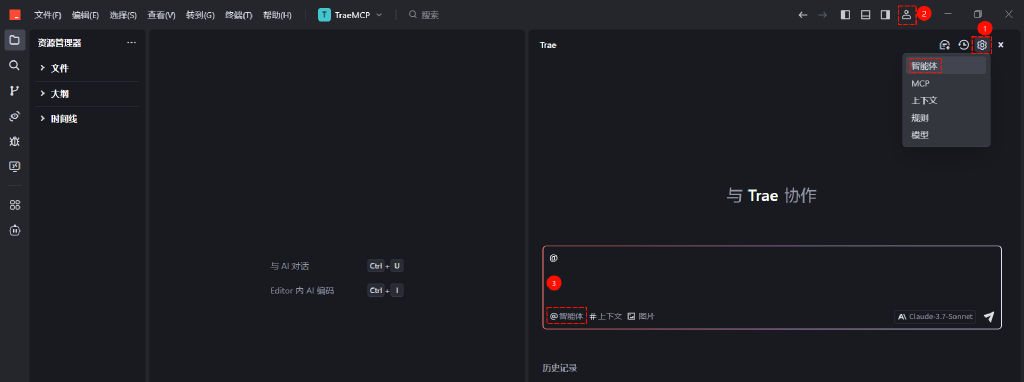 文件(F) 编辑(E) 选择(S) 查看(V) 转到(G) 终端(T) 帮助(H) T TraeMCP 搜索 2
资源管理器 ···
文件
大纲
时间线
与 AI 对话 Ctrl + U
Editor 内 AI 编码 Ctrl + I
Trae 1
智能体
MCP
上下文
规则
模型
与 Trae 协作
@
3
@智能体 #上下文 图片 Claude-3.7-Sonnet
历史记录